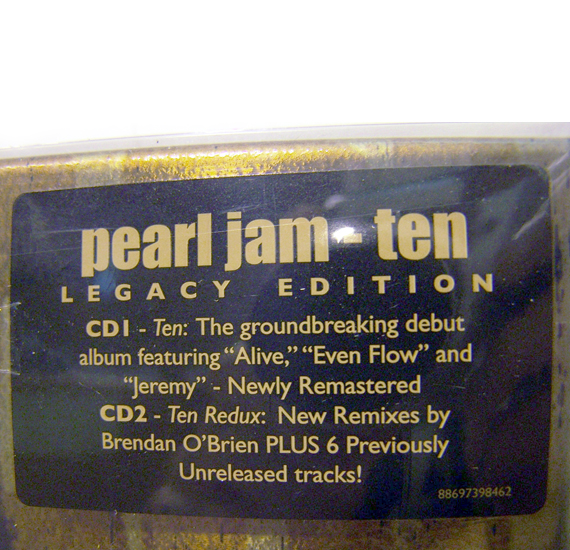 pearl jam - ten
LEGACY EDITION
CD1 - Ten: The groundbreaking debut
album featuring “Alive,” “Even Flow” and
“Jeremy” - Newly Remastered
CD2 - Ten Redux: New Remixes by
Brendan O’Brien PLUS 6 Previously
Unreleased tracks!
88697398462